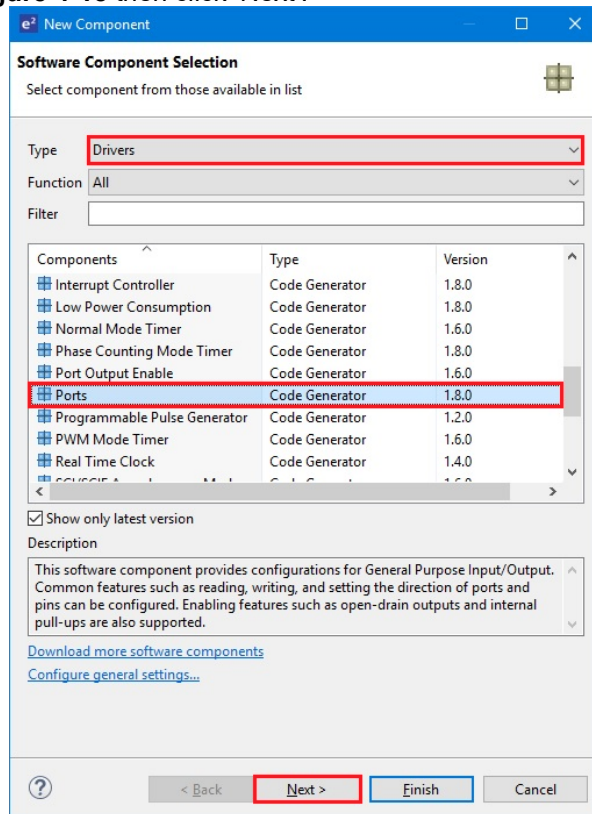 then click
e² New Component
Software Component Selection
Select component from those available in list
Type Drivers
Function All
Filter
Components Type Version
Interrupt Controller Code Generator 1.8.0
Low Power Consumption Code Generator 1.8.0
Normal Mode Timer Code Generator 1.6.0
Phase Counting Mode Timer Code Generator 1.8.0
Port Output Enable Code Generator 1.6.0
Ports Code Generator 1.8.0
Programmable Pulse Generator Code Generator 1.2.0
PWM Mode Timer Code Generator 1.6.0
Real Time Clock Code Generator 1.4.0
Show only latest version
Description
This software component provides configurations for General Purpose Input/Output.
Common features such as reading, writing, and setting the direction of ports and
pins can be configured. Enabling features such as open-drain outputs and internal
pull-ups are also supported.
Download more software components
Configure general settings...
? < Back Next > Finish Cancel